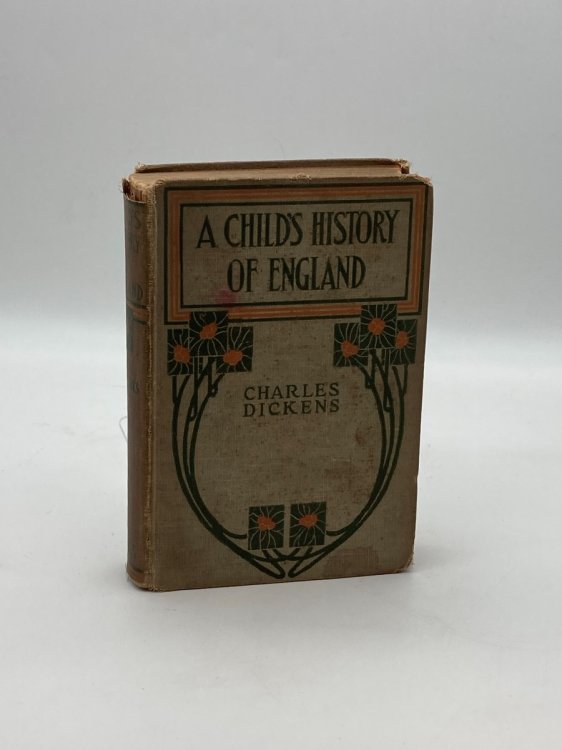 A CHILD'S HISTORY
OF ENGLAND
CHARLES
DICKENS